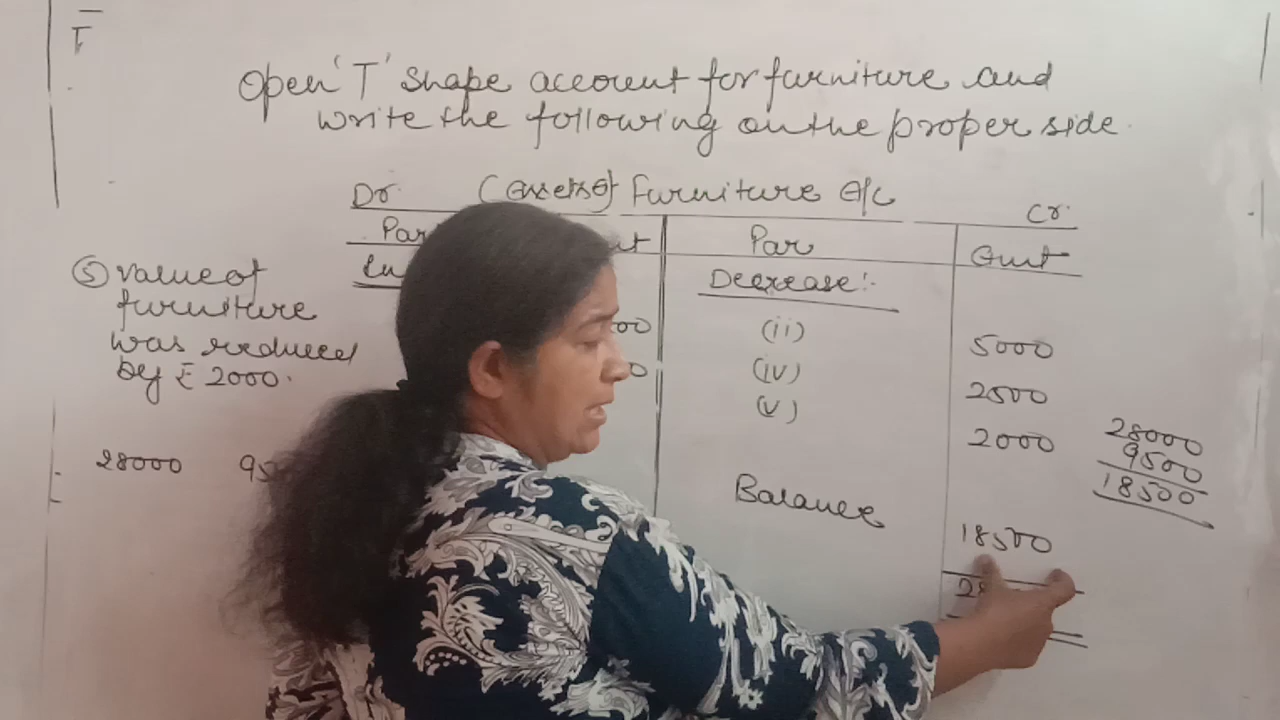 Open 'T' shape account for furniture and
write the following on the proper side.
Dr. Furniture A/c Cr.
Par Par Amt
Decrease:-
(ii) 5000
(iv) 2500
(v) 2000
Balance 18500
⑤ Value of
furniture
was reduced
by ₹ 2000.
28000
28000
9500
18500